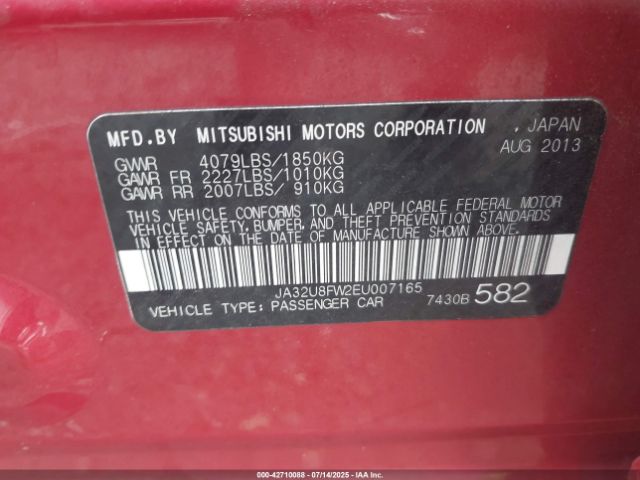 MFD.BY MITSUBISHI MOTORS CORPORATION , JAPAN
AUG 2013
GVWR 4079LBS/1850KG
GAWR FR 2227LBS/1010KG
GAWR RR 2007LBS/ 910KG
THIS VEHICLE CONFORMS TO ALL APPLICABLE FEDERAL MOTOR
VEHICLE SAFETY, BUMPER, AND THEFT PREVENTION STANDARDS
IN EFFECT ON THE DATE OF MANUFACTURE SHOWN ABOVE.
JA32U8FW2EU007165
VEHICLE TYPE: PASSENGER CAR 7430B 582
000-42710088 - 07/14/2025 - IAA, Inc.